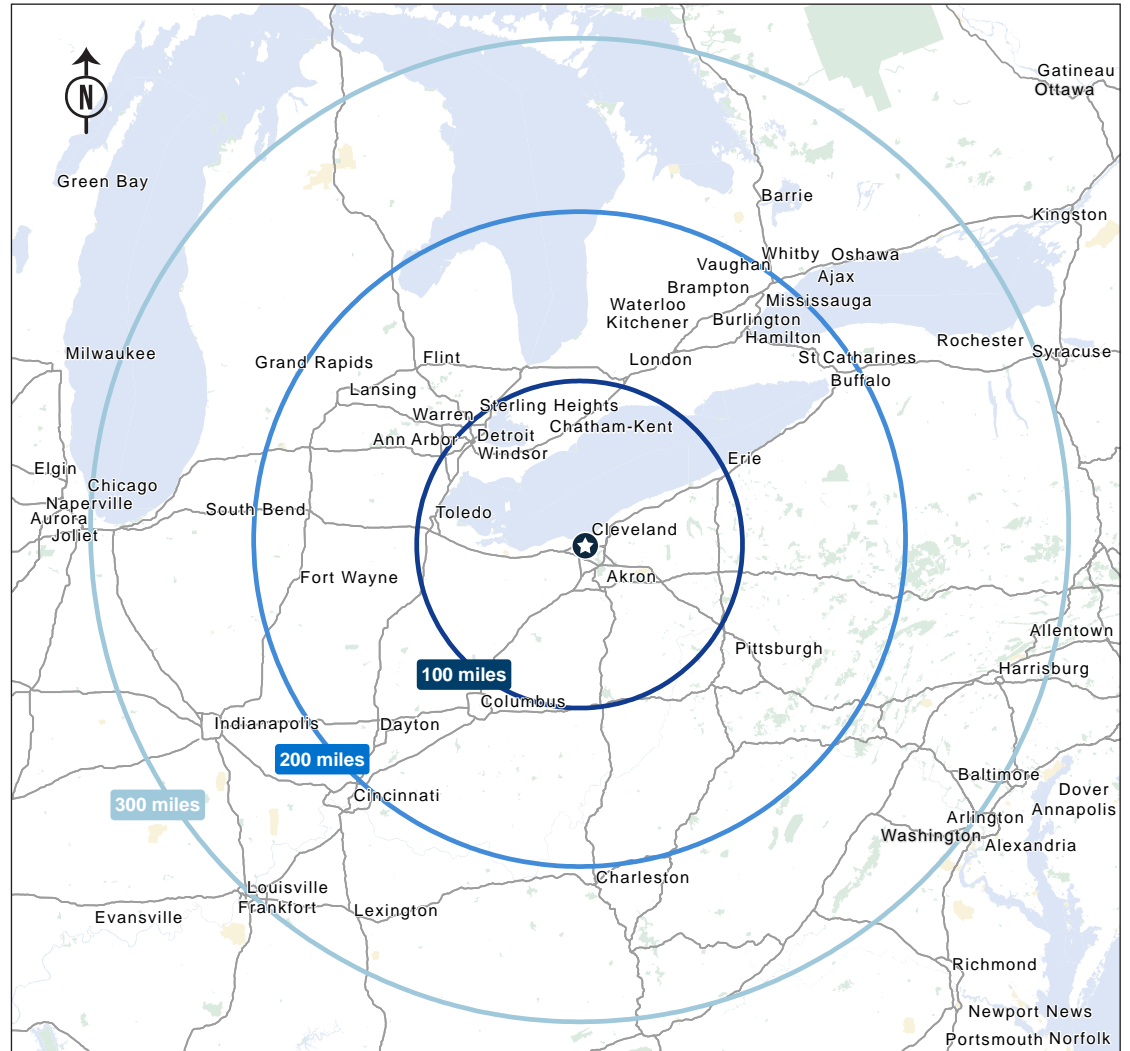 Gatineau
Ottawa
N
Green Bay
Barrie
Kingston
Whitby
Oshawa
Vaughan
Ajax
Brampton
Mississauga
Waterloo
Kitchener
Burlington
Hamilton
Rochester
Syracuse
Milwaukee
Grand Rapids
Flint
London
St Catharines
Buffalo
Lansing
Sterling Heights
Warren
Chatham-Kent
Ann Arbor
Detroit
Windsor
Erie
Elgin
Chicago
Naperville
Aurora
Joliet
South Bend
Toledo
Cleveland
Fort Wayne
Akron
Allentown
Pittsburgh
Harrisburg
100 miles
Columbus
Indianapolis
Dayton
200 miles
Baltimore
Dover
Cincinnati
300 miles
Annapolis
Arlington
Washington
Alexandria
Charleston
Louisville
Frankfort
Lexington
Evansville
Richmond
Newport News
Portsmouth
Norfolk